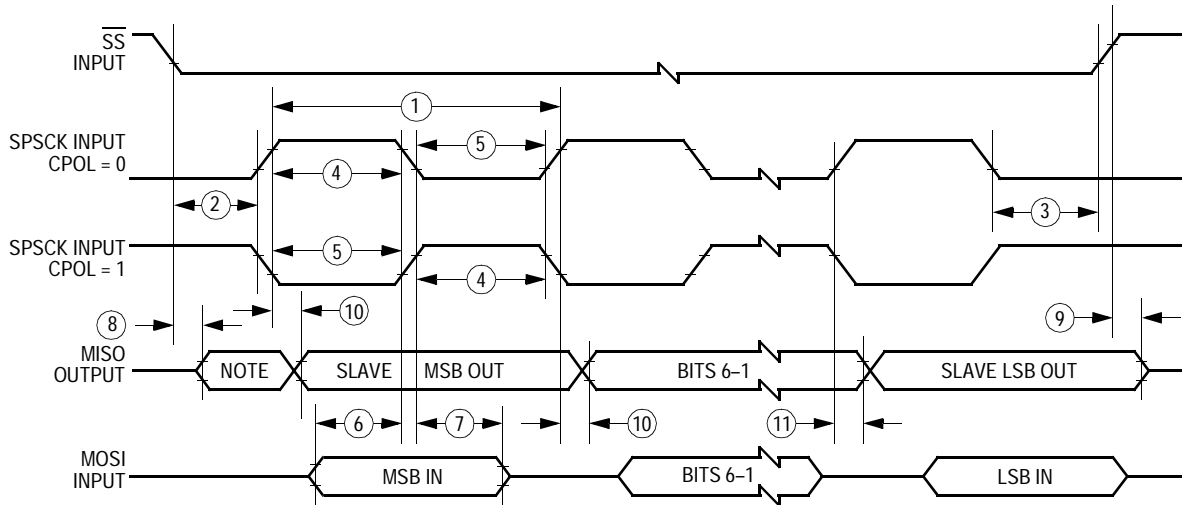 SS
INPUT
1
SPSCK INPUT
CPOL = 0
5
4
2
3
SPSCK INPUT
CPOL = 1
5
4
8
10
9
MISO
OUTPUT
NOTE
SLAVE MSB OUT
BITS 6–1
SLAVE LSB OUT
6
7
10
11
MOSI
INPUT
MSB IN
BITS 6–1
LSB IN